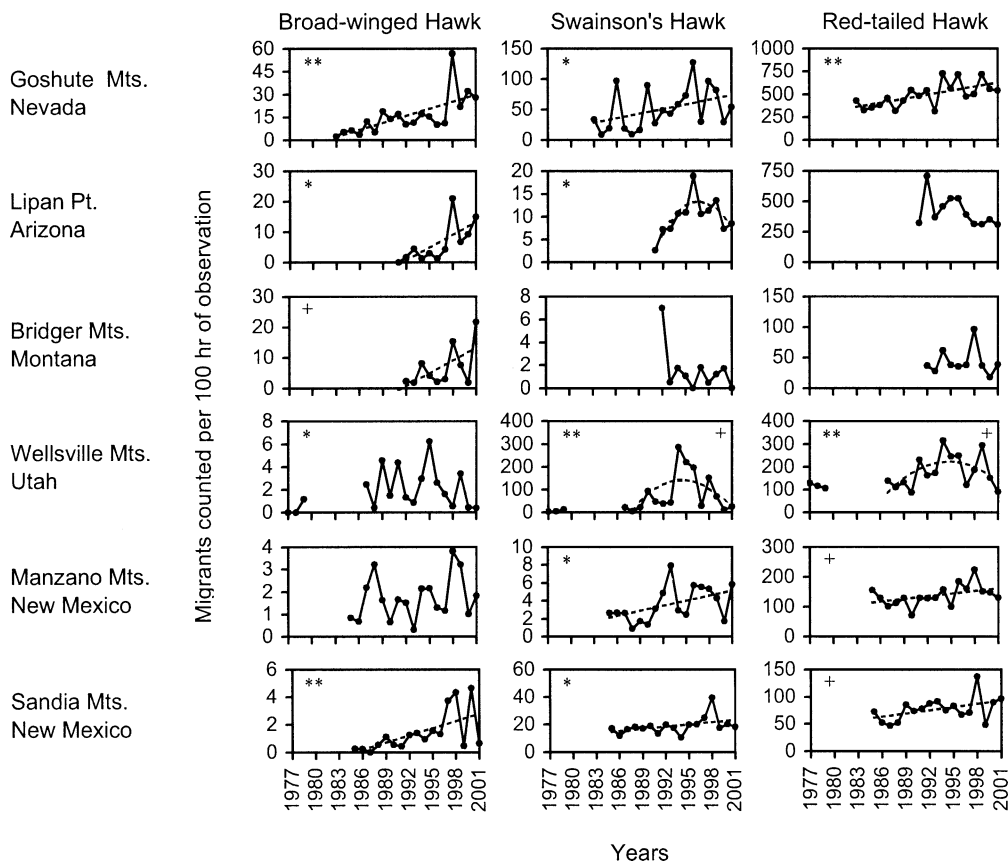 Broad-winged Hawk Swainson's Hawk Red-tailed Hawk
Goshute Mts.
Nevada
60 45 30 15 0
**
150 100 50 0
*
1000 750 500 250 0
**
Lipan Pt.
Arizona
30 20 10 0
*
20 15 10 5 0
*
750 500 250 0
Bridger Mts.
Montana
30 20 10 0
+
8 6 4 2 0
150 100 50 0
Wellsville Mts.
Utah
8 6 4 2 0
*
400 300 200 100 0
** +
400 300 200 100 0
** +
Manzano Mts.
New Mexico
4 3 2 1 0
10 8 6 4 2 0
*
300 200 100 0
+
Sandia Mts.
New Mexico
6 4 2 0
**
60 40 20 0
*
150 100 50 0
+
Migrants counted per 100 hr of observation
1977 1980 1983 1986 1989 1992 1995 1998 2001
1977 1980 1983 1986 1989 1992 1995 1998 2001
1977 1980 1983 1986 1989 1992 1995 1998 2001
Years